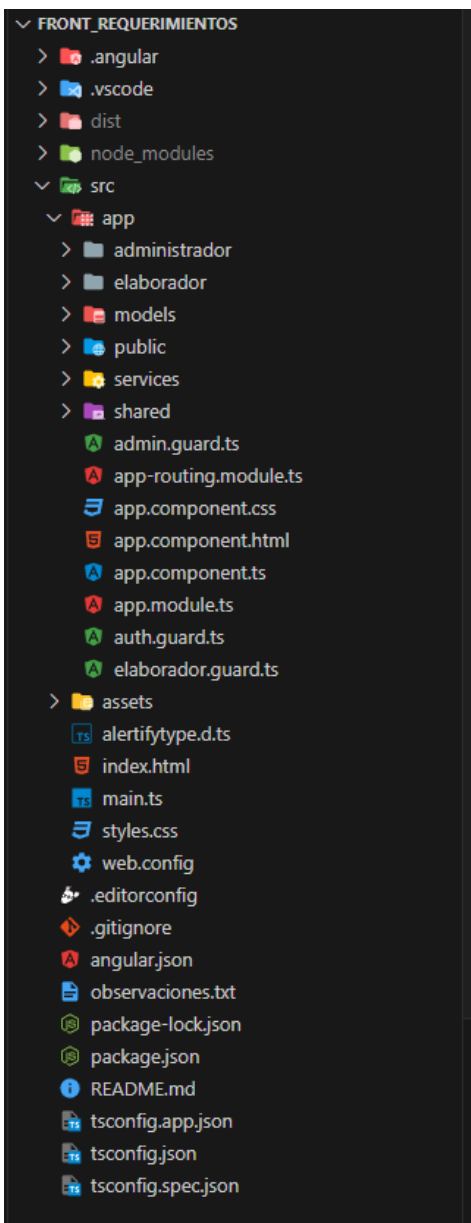 FRONT_REQUERIMIENTOS
.angular
.vscode
dist
node_modules
src
app
administrador
elaborador
models
public
services
shared
admin.guard.ts
app-routing.module.ts
app.component.css
app.component.html
app.component.ts
app.module.ts
auth.guard.ts
elaborador.guard.ts
assets
alertifytype.d.ts
index.html
main.ts
styles.css
web.config
.editorconfig
.gitignore
angular.json
observaciones.txt
package-lock.json
package.json
README.md
tsconfig.app.json
tsconfig.json
tsconfig.spec.json